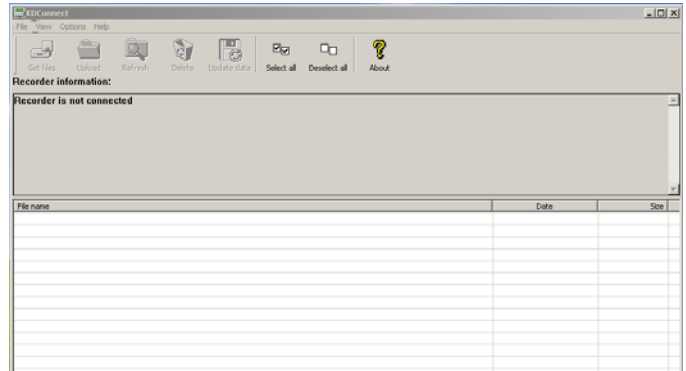 KDConnect
File View Options Help
Get files Upload Refresh Delete Update data Select all Deselect all About
Recorder information:
Recorder is not connected
File name Date Size